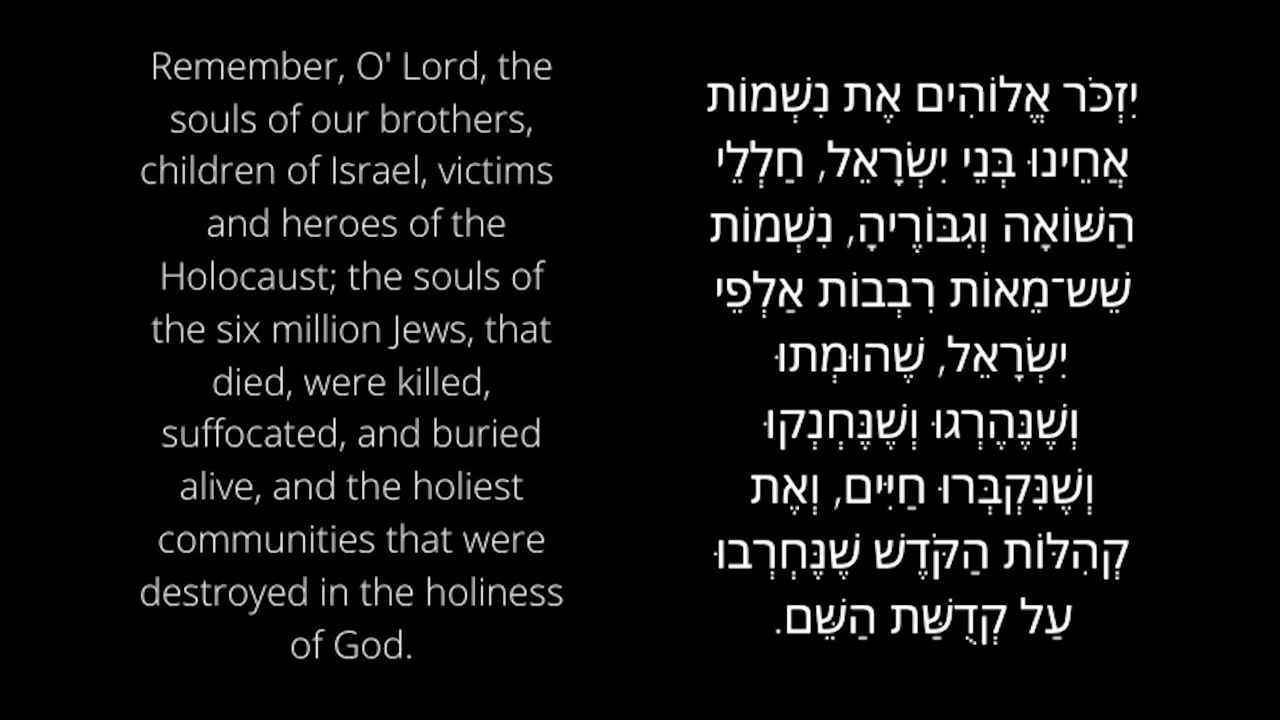 Remember, O' Lord, the
souls of our brothers,
children of Israel, victims
and heroes of the
Holocaust; the souls of
the six million Jews, that
died, were killed,
suffocated, and buried
alive, and the holiest
communities that were
destroyed in the holiness
of God.
יִזְכֹּר אֱלוֹהִים אֶת נִשְׁמוֹת
אֲחֵינוּ בְּנֵי יִשְׂרָאֵל, חַלְלֵי
הַשּׁוֹאָה וְגִבּוֹרֶיהָ, נִשְׁמוֹת
שֵׁשׁ־מֵאוֹת רִבְבוֹת אַלְפֵי
יִשְׂרָאֵל, שֶׁהוּמְתוּ
וְשֶׁנֶּהֶרְגוּ וְשֶׁנֶּחְנְקוּ
וְשֶׁנִּקְבְּרוּ חַיִּים, וְאֶת
קְהִלּוֹת הַקֹּדֶשׁ שֶׁנֶּחְרְבוּ
עַל קְדֻשַּׁת הַשֵּׁם.